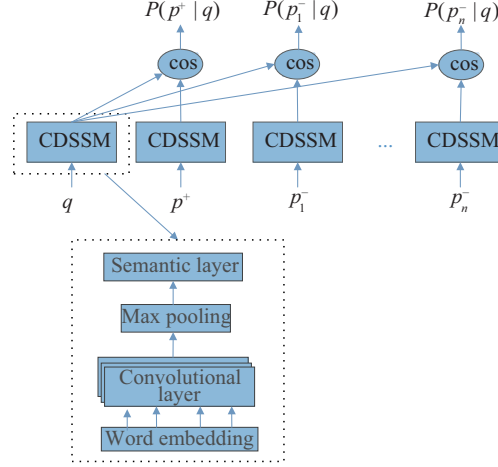 P(p⁺ | q) P(p₁⁻ | q) P(pₙ⁻ | q)
cos cos cos
CDSSM CDSSM CDSSM ... CDSSM
q p⁺ p₁⁻ pₙ⁻
Semantic layer
Max pooling
Convolutional
layer
Word embedding